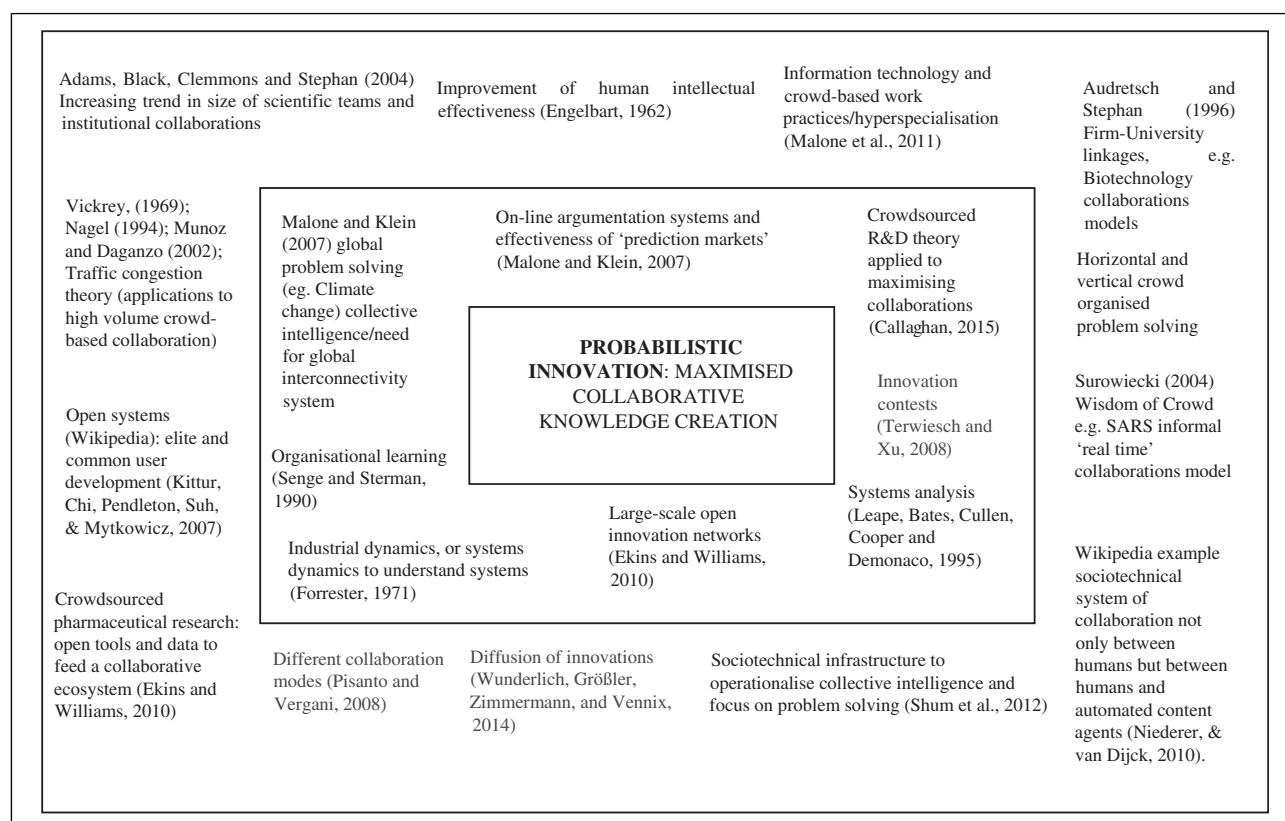 Adams, Black, Clemmons and Stephan (2004)
Increasing trend in size of scientific teams and
institutional collaborations
Improvement of human intellectual
effectiveness (Engelbart, 1962)
Information technology and
crowd-based work
practices/hyperspecialisation
(Malone et al., 2011)
Audretsch and
Stephan (1996)
Firm-University
linkages, e.g.
Biotechnology
collaborations
models
Vickrey, (1969);
Nagel (1994); Munoz
and Daganzo (2002);
Traffic congestion
theory (applications to
high volume crowd-
based collaboration)
Malone and Klein
(2007) global
problem solving
(eg. Climate
change) collective
intelligence/need
for global
interconnectivity
system
On-line argumentation systems and
effectiveness of ‘prediction markets’
(Malone and Klein, 2007)
Crowdsourced
R&D theory
applied to
maximising
collaborations
(Callaghan, 2015)
Horizontal and
vertical crowd
organised
problem solving
PROBABILISTIC
INNOVATION: MAXIMISED
COLLABORATIVE
KNOWLEDGE CREATION
Innovation
contests
(Terwiesch and
Xu, 2008)
Surowiecki (2004)
Wisdom of Crowd
e.g. SARS informal
‘real time’
collaborations model
Open systems
(Wikipedia): elite and
common user
development (Kittur,
Chi, Pendleton, Suh,
& Mytkowicz, 2007)
Organisational learning
(Senge and Sterman,
1990)
Systems analysis
(Leape, Bates, Cullen,
Cooper and
Demonaco, 1995)
Large-scale open
innovation networks
(Ekins and Williams,
2010)
Industrial dynamics, or systems
dynamics to understand systems
(Forrester, 1971)
Wikipedia example
sociotechnical
system of
collaboration not
only between
humans but between
humans and
automated content
agents (Niederer, &
van Dijck, 2010).
Crowdsourced
pharmaceutical research:
open tools and data to
feed a collaborative
ecosystem (Ekins and
Williams, 2010)
Different collaboration
modes (Pisanto and
Vergani, 2008)
Diffusion of innovations
(Wunderlich, Größler,
Zimmermann, and Vennix,
2014)
Sociotechnical infrastructure to
operationalise collective intelligence and
focus on problem solving (Shum et al., 2012)